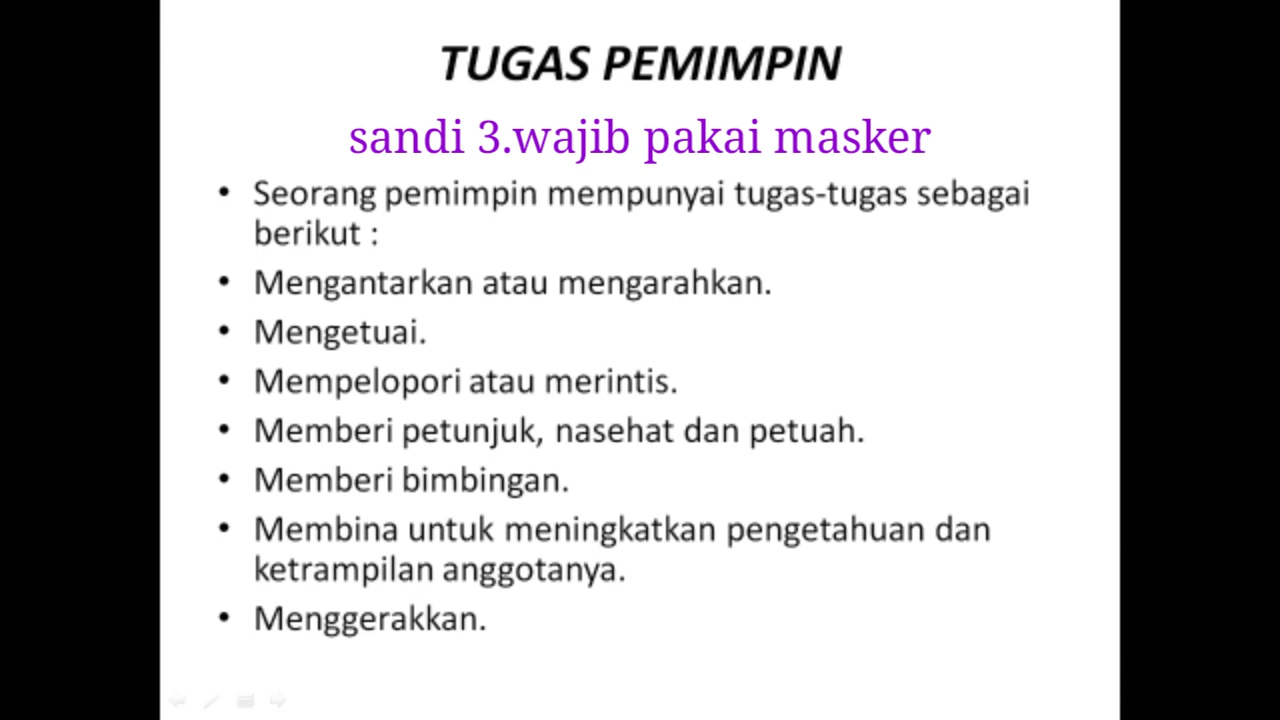 TUGAS PEMIMPIN
sandi 3.wajib pakai masker
• Seorang pemimpin mempunyai tugas-tugas sebagai
berikut :
• Mengantarkan atau mengarahkan.
• Mengetuai.
• Mempelopori atau merintis.
• Memberi petunjuk, nasehat dan petuah.
• Memberi bimbingan.
• Membina untuk meningkatkan pengetahuan dan
ketrampilan anggotanya.
• Menggerakkan.